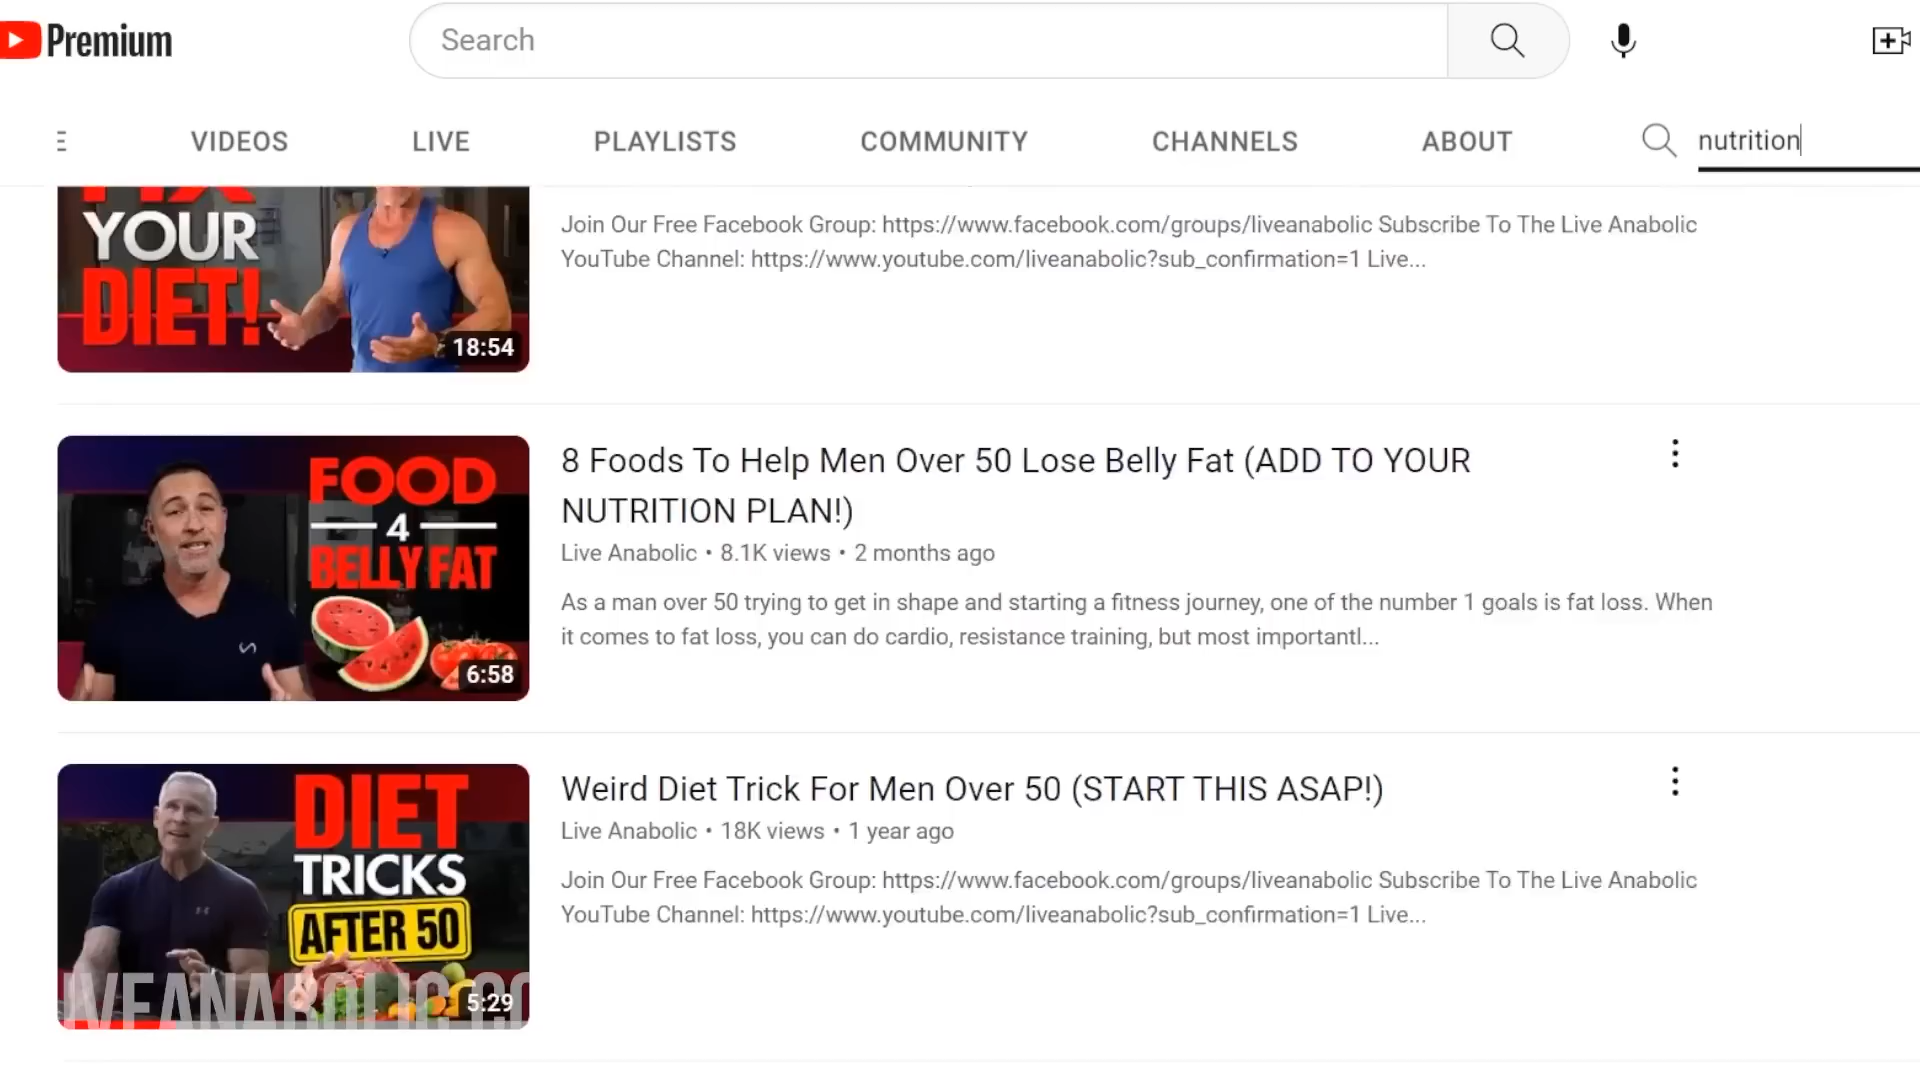 Premium
Search
E VIDEOS LIVE PLAYLISTS COMMUNITY CHANNELS ABOUT nutrition
YOUR
DIET!
18:54
Join Our Free Facebook Group: https://www.facebook.com/groups/liveanabolic Subscribe To The Live Anabolic
YouTube Channel: https://www.youtube.com/liveanabolic?sub_confirmation=1 Live...
FOOD
4
BELLY FAT
6:58
8 Foods To Help Men Over 50 Lose Belly Fat (ADD TO YOUR
NUTRITION PLAN!)
Live Anabolic • 8.1K views • 2 months ago
As a man over 50 trying to get in shape and starting a fitness journey, one of the number 1 goals is fat loss. When
it comes to fat loss, you can do cardio, resistance training, but most importantl...
DIET
TRICKS
AFTER 50
5:29
Weird Diet Trick For Men Over 50 (START THIS ASAP!)
Live Anabolic • 18K views • 1 year ago
Join Our Free Facebook Group: https://www.facebook.com/groups/liveanabolic Subscribe To The Live Anabolic
YouTube Channel: https://www.youtube.com/liveanabolic?sub_confirmation=1 Live...